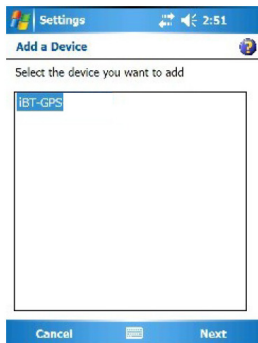 Settings 2:51
Add a Device
Select the device you want to add
iBT-GPS
Cancel Next